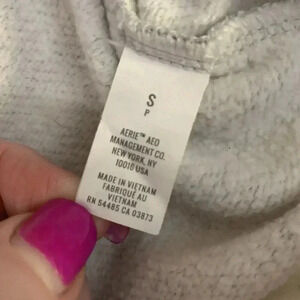 S
P
AERIE™ AEO
MANAGEMENT CO.
NEW YORK, NY
10018 USA
MADE IN VIETNAM
FABRIQUÉ AU
VIETNAM
RN 54485 CA 03873